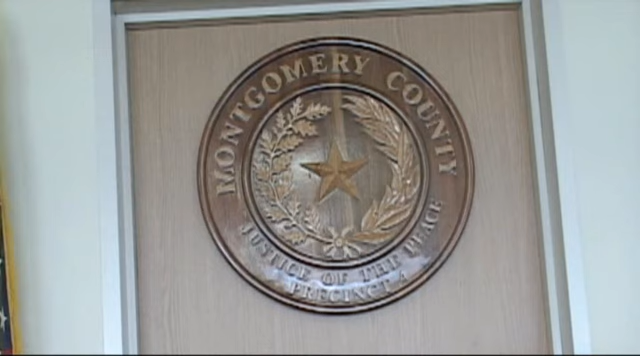 MONTGOMERY COUNTY
JUSTICE OF THE PEACE
PRECINCT 4